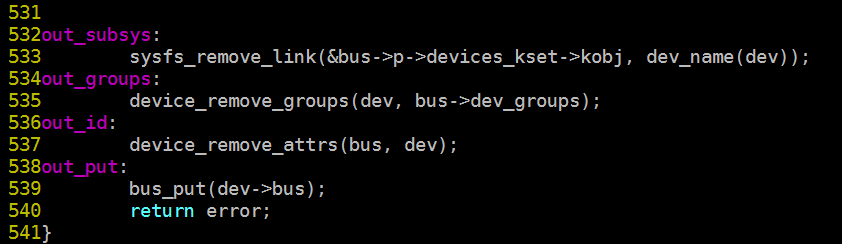 531
532out_subsys:
533        sysfs_remove_link(&bus->p->devices_kset->kobj, dev_name(dev));
534out_groups:
535        device_remove_groups(dev, bus->dev_groups);
536out_id:
537        device_remove_attrs(bus, dev);
538out_put:
539        bus_put(dev->bus);
540        return error;
541}